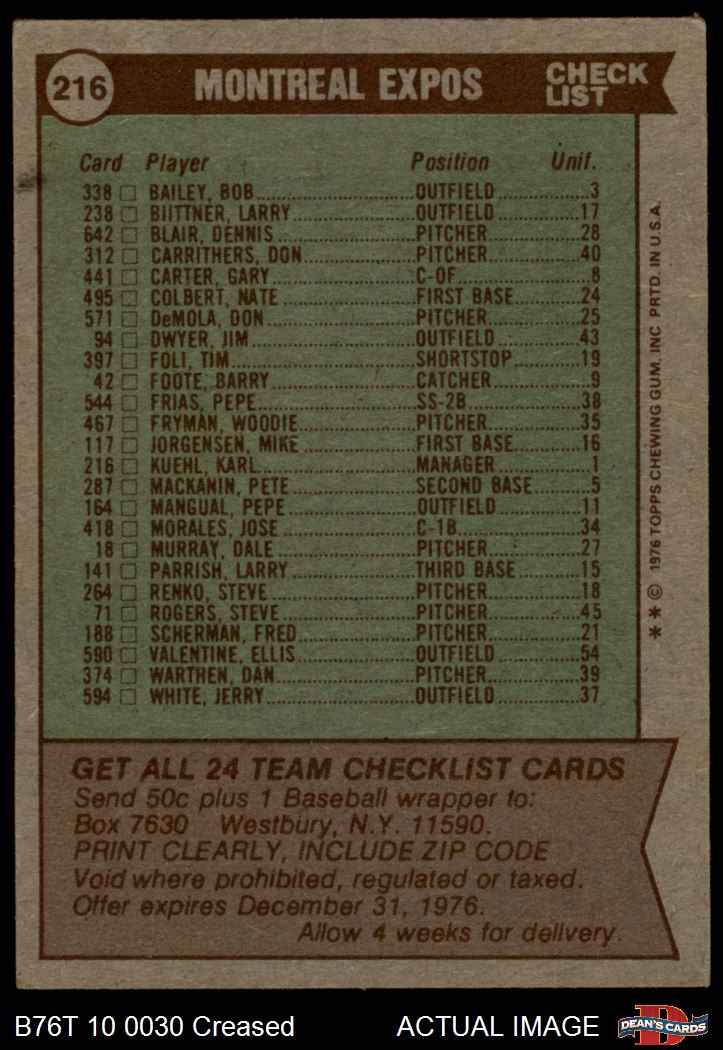 216 MONTREAL EXPOS CHECK LIST
Card Player Position Unif.
338 □ BAILEY, BOB OUTFIELD 3
238 □ BIITTNER, LARRY OUTFIELD 17
642 □ BLAIR, DENNIS PITCHER 28
312 □ CARRITHERS, DON PITCHER 40
441 □ CARTER, GARY C-OF 8
495 □ COLBERT, NATE FIRST BASE 24
571 □ DeMOLA, DON PITCHER 25
94 □ DWYER, JIM OUTFIELD 43
397 □ FOLI, TIM SHORTSTOP 19
42 □ FOOTE, BARRY CATCHER 9
544 □ FRIAS, PEPE SS-2B 38
467 □ FRYMAN, WOODIE PITCHER 35
117 □ JORGENSEN, MIKE FIRST BASE 16
216 □ KUEHL, KARL MANAGER 1
287 □ MACKANIN, PETE SECOND BASE 5
164 □ MANGUAL, PEPE OUTFIELD 11
418 □ MORALES, JOSE C-1B 34
18 □ MURRAY, DALE PITCHER 27
141 □ PARRISH, LARRY THIRD BASE 15
264 □ RENKO, STEVE PITCHER 18
71 □ ROGERS, STEVE PITCHER 45
188 □ SCHERMAN, FRED PITCHER 21
590 □ VALENTINE, ELLIS OUTFIELD 54
374 □ WARTHEN, DAN PITCHER 39
594 □ WHITE, JERRY OUTFIELD 37
* * © 1976 TOPPS CHEWING GUM, INC PRTD. IN U.S.A.
GET ALL 24 TEAM CHECKLIST CARDS
Send 50c plus 1 Baseball wrapper to:
Box 7630 Westbury, N.Y. 11590.
PRINT CLEARLY, INCLUDE ZIP CODE
Void where prohibited, regulated or taxed.
Offer expires December 31, 1976.
Allow 4 weeks for delivery.
B76T 10 0030 Creased ACTUAL IMAGE D DEAN'S CARDS